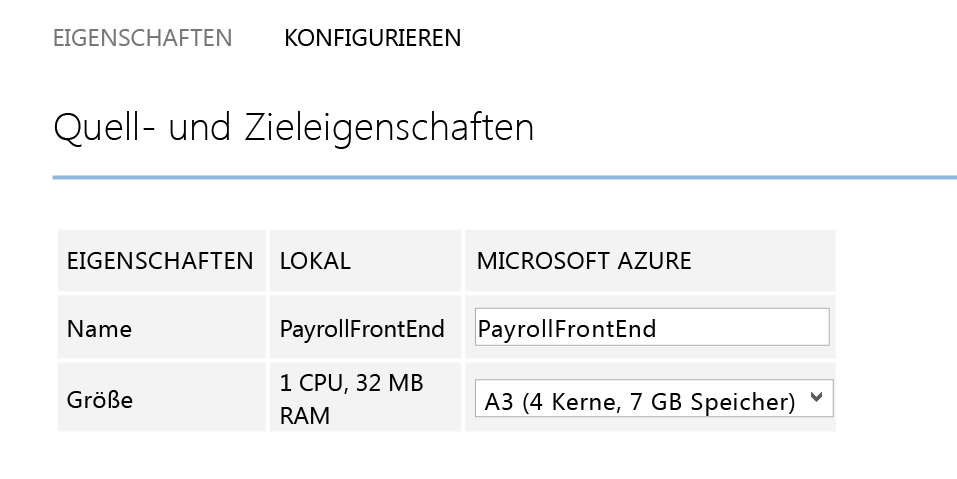 EIGENSCHAFTEN KONFIGURIEREN
Quell- und Zieleigenschaften
EIGENSCHAFTEN LOKAL MICROSOFT AZURE
Name PayrollFrontEnd PayrollFrontEnd
Größe 1 CPU, 32 MB RAM A3 (4 Kerne, 7 GB Speicher)